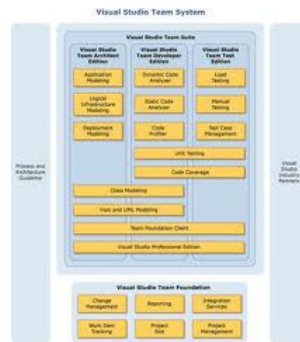 Visual Studio Team System
Visual Studio Team Suite
Visual Studio
Team Architect
Edition
Visual Studio
Team Developer
Edition
Visual Studio
Team Test
Edition
Application
Modeling
Dynamic Code
Analyzer
Load
Testing
Logical
Infrastructure
Modeling
Static Code
Analyzer
Manual
Testing
Deployment
Modeling
Code
Profiler
Test Case
Management
Unit Testing
Code Coverage
Class Modeling
Visio and UML Modeling
Team Foundation Client
Visual Studio Professional Edition
Process and
Architecture
Guidance
Visual
Studio
Industry
Partners
Visual Studio Team Foundation
Change
Management
Reporting
Integration
Services
Work Item
Tracking
Project
Site
Project
Management